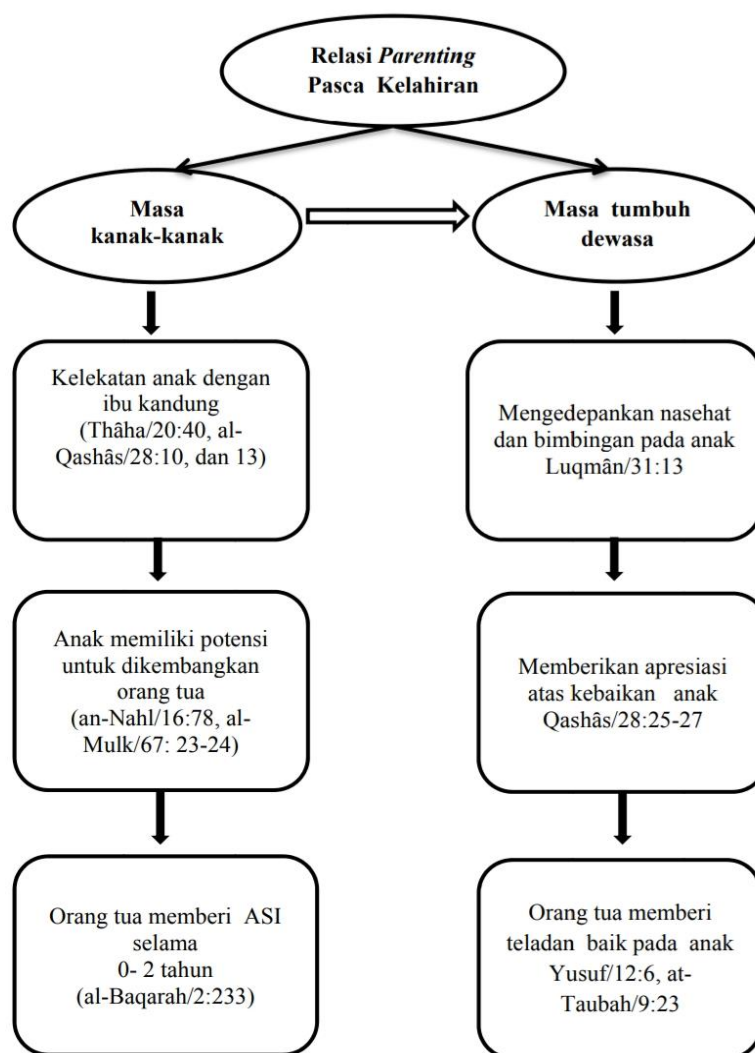 Relasi Parenting
Pasca Kelahiran
Masa
kanak-kanak
Masa tumbuh
dewasa
Kelekatan anak dengan
ibu kandung
(Thâha/20:40, al-
Qashâs/28:10, dan 13)
Mengedepankan nasehat
dan bimbingan pada anak
Luqmân/31:13
Anak memiliki potensi
untuk dikembangkan
orang tua
(an-Nahl/16:78, al-
Mulk/67: 23-24)
Memberikan apresiasi
atas kebaikan anak
Qashâs/28:25-27
Orang tua memberi ASI
selama
0- 2 tahun
(al-Baqarah/2:233)
Orang tua memberi
teladan baik pada anak
Yusuf/12:6, at-
Taubah/9:23